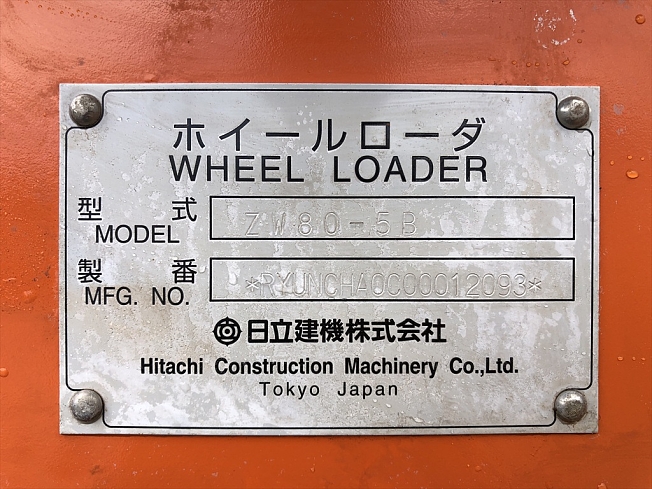 ホイールローダ
WHEEL LOADER
型式 ZW80-5B
MODEL
製番 *RYUNCHA0C00012093*
MFG. NO.
日立建機株式会社
Hitachi Construction Machinery Co.,Ltd.
Tokyo Japan